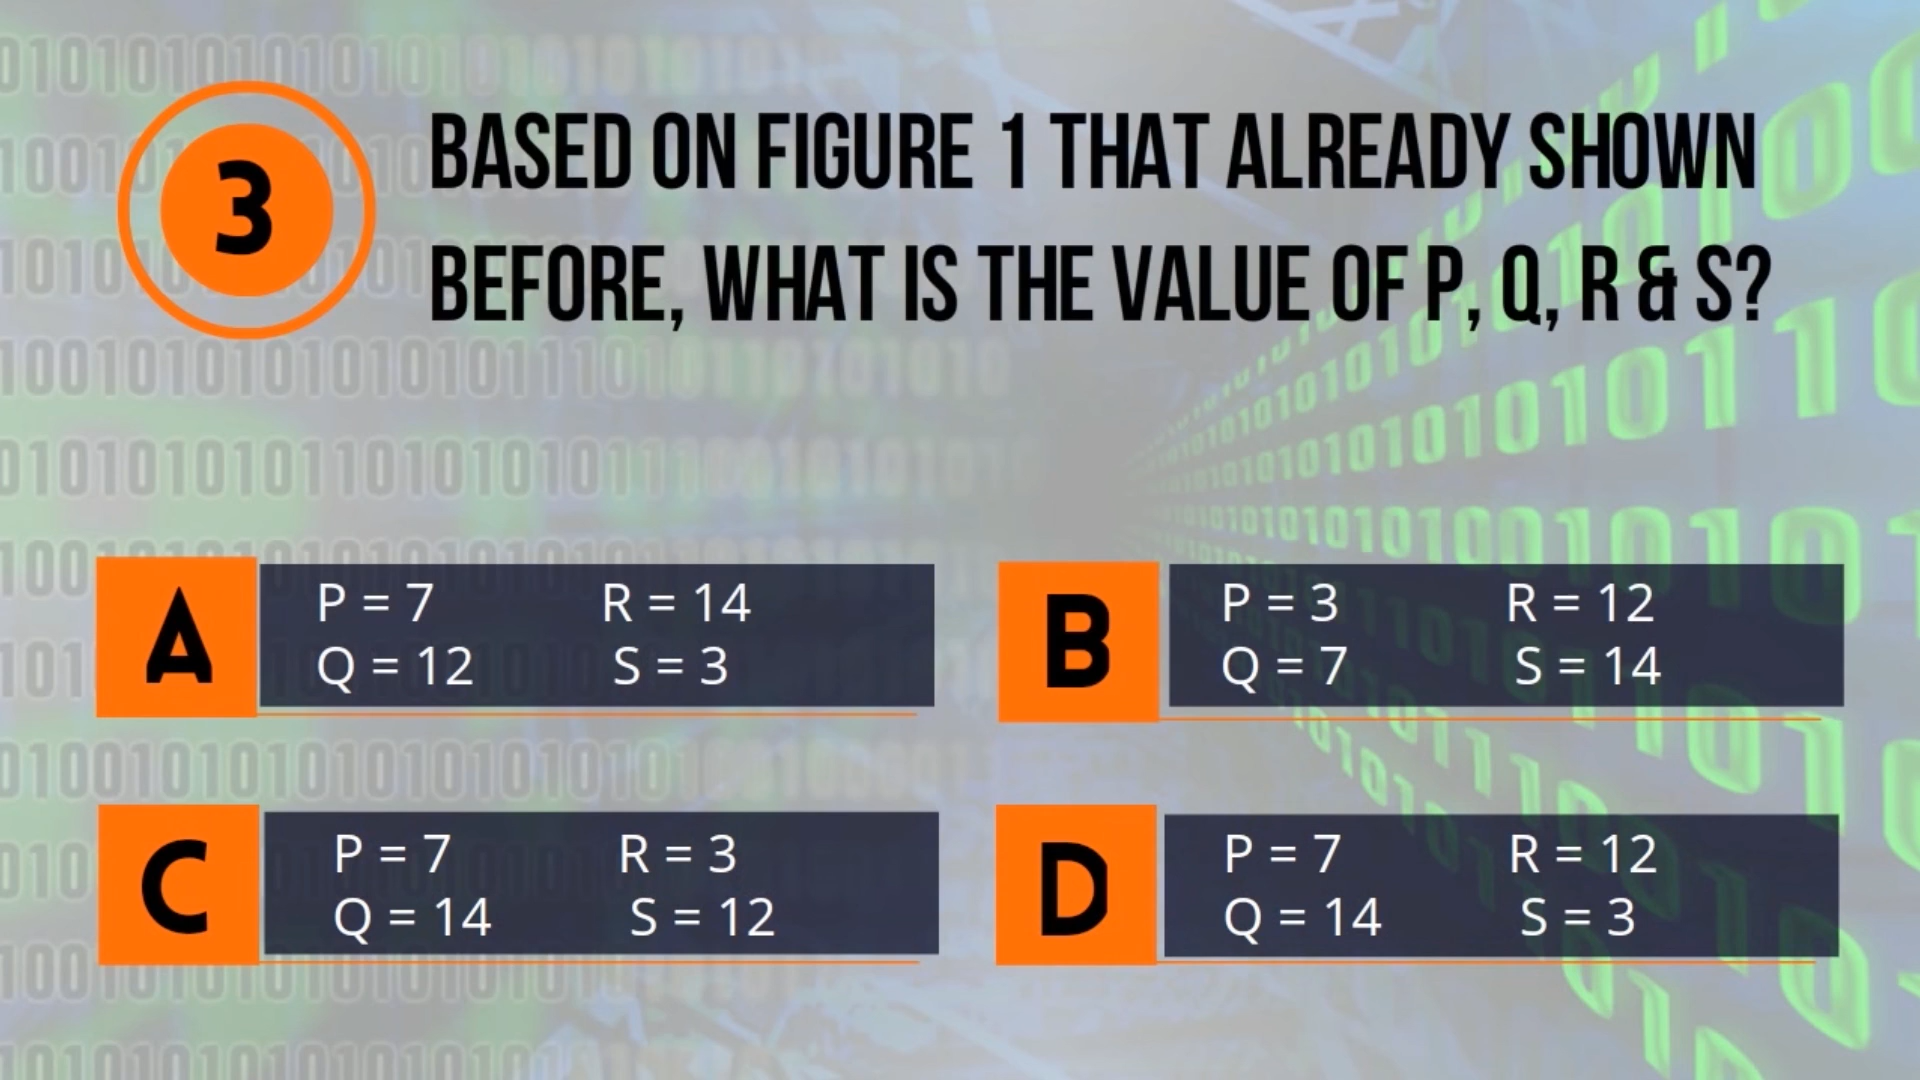 3
BASED ON FIGURE 1 THAT ALREADY SHOWN
BEFORE, WHAT IS THE VALUE OF P, Q, R & S?
A
P = 7 R = 14
Q = 12 S = 3
B
P = 3 R = 12
Q = 7 S = 14
C
P = 7 R = 3
Q = 14 S = 12
D
P = 7 R = 12
Q = 14 S = 3